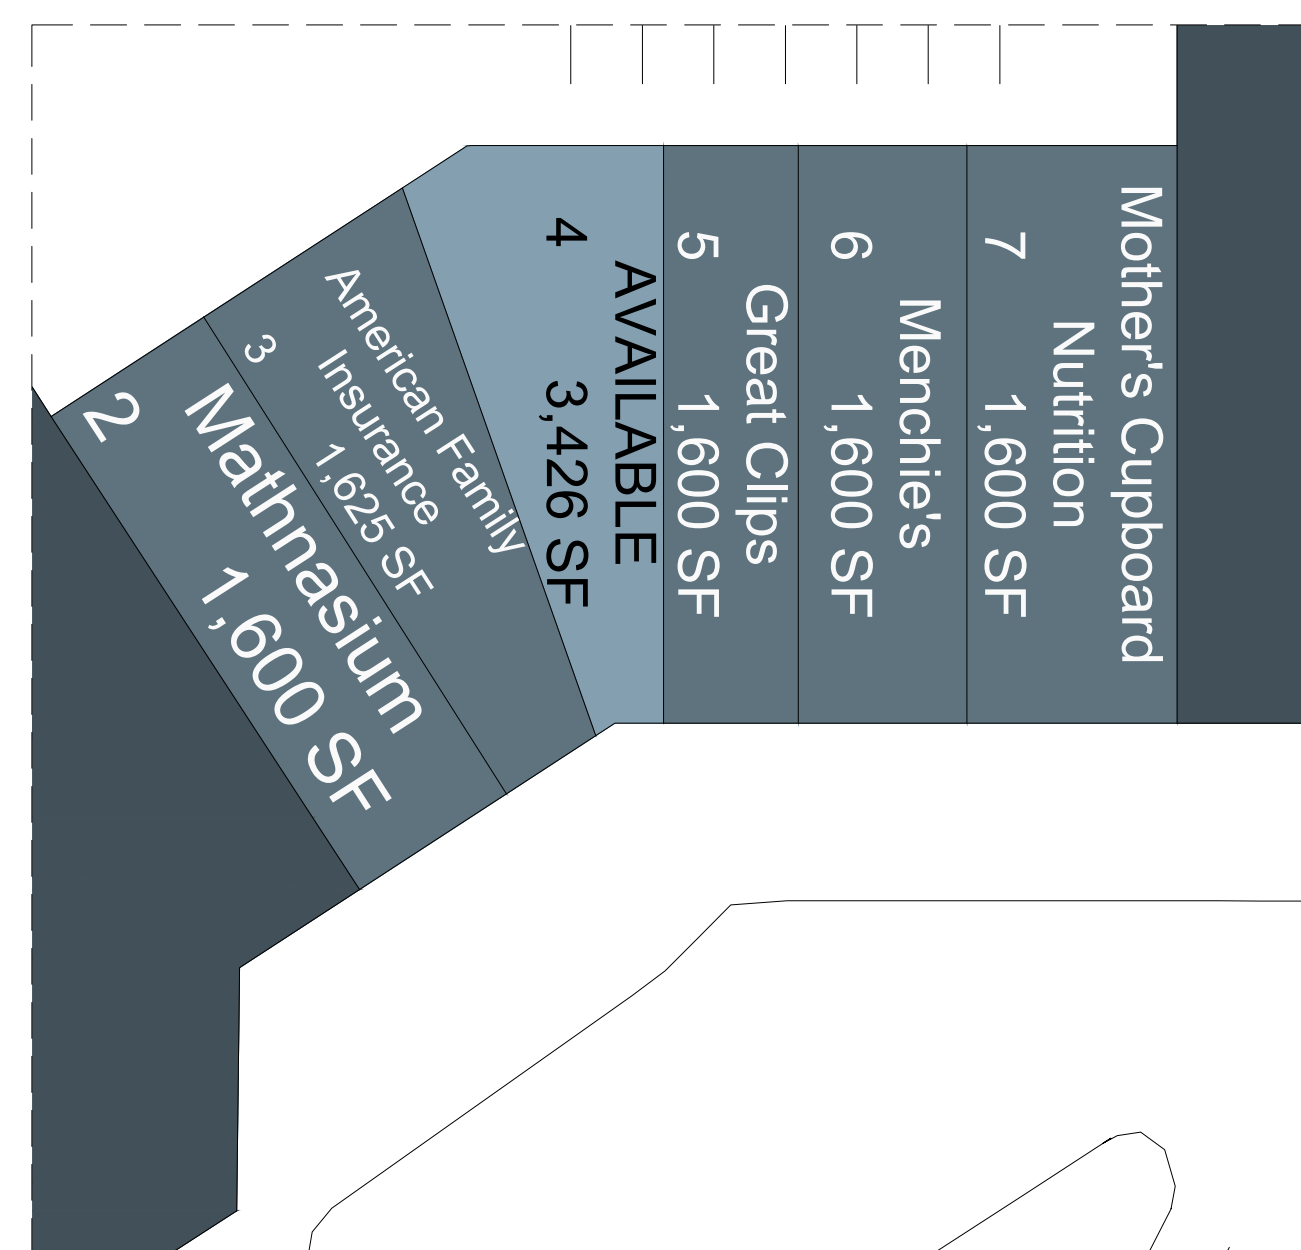 2
Mathnasium
1,600 SF
3
American Family
Insurance
1,625 SF
4
AVAILABLE
3,426 SF
5
Great Clips
1,600 SF
6
Menchie's
1,600 SF
7
Mother's Cupboard
Nutrition
1,600 SF